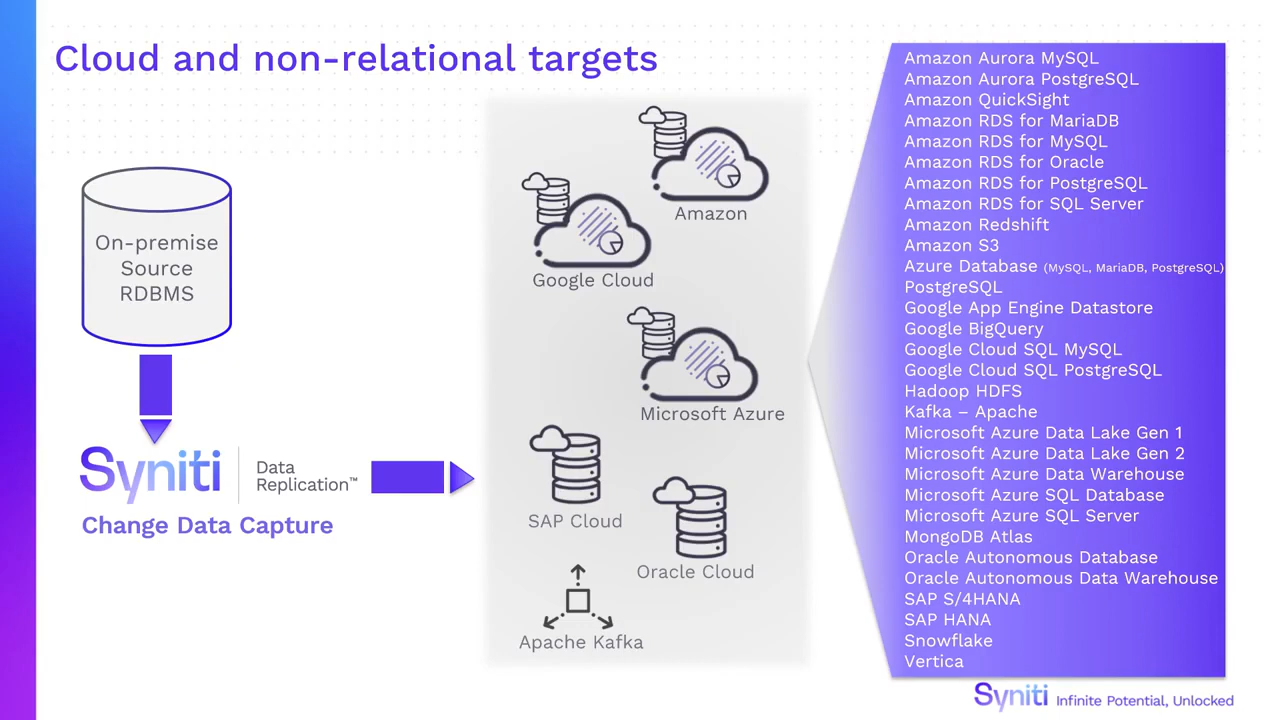 Cloud and non-relational targets
On-premise
Source
RDBMS
Syniti
Data
Replication™
Change Data Capture
Amazon
Google Cloud
Microsoft Azure
SAP Cloud
Oracle Cloud
Apache Kafka
Amazon Aurora MySQL
Amazon Aurora PostgreSQL
Amazon QuickSight
Amazon RDS for MariaDB
Amazon RDS for MySQL
Amazon RDS for Oracle
Amazon RDS for PostgreSQL
Amazon RDS for SQL Server
Amazon Redshift
Amazon S3
Azure Database (MySQL, MariaDB, PostgreSQL)
PostgreSQL
Google App Engine Datastore
Google BigQuery
Google Cloud SQL MySQL
Google Cloud SQL PostgreSQL
Hadoop HDFS
Kafka – Apache
Microsoft Azure Data Lake Gen 1
Microsoft Azure Data Lake Gen 2
Microsoft Azure Data Warehouse
Microsoft Azure SQL Database
Microsoft Azure SQL Server
MongoDB Atlas
Oracle Autonomous Database
Oracle Autonomous Data Warehouse
SAP S/4HANA
SAP HANA
Snowflake
Vertica
Syniti Infinite Potential, Unlocked